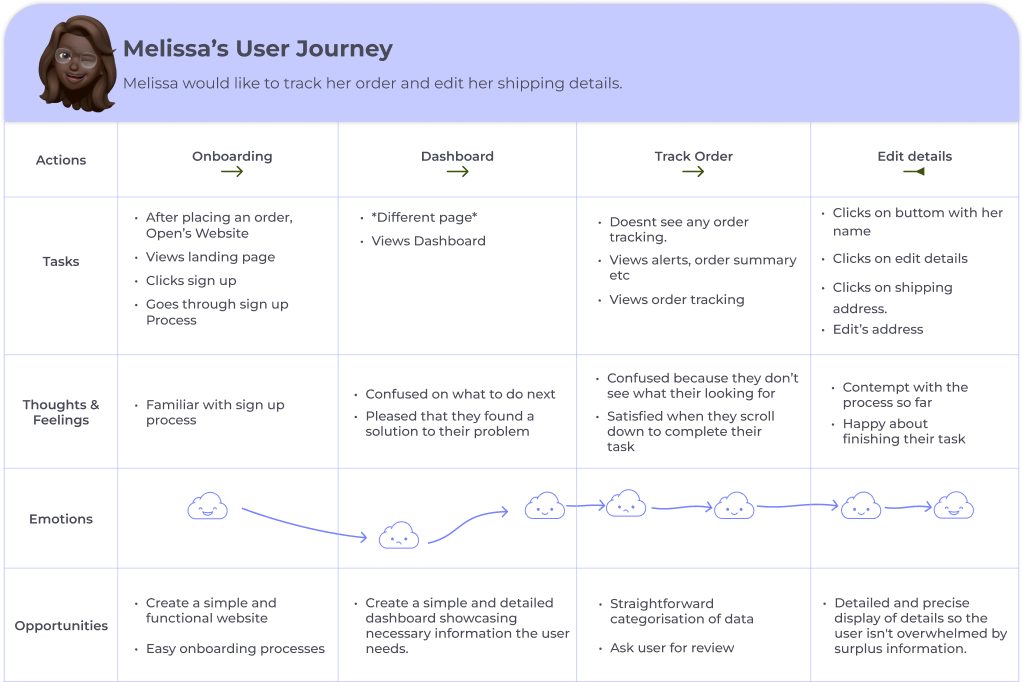 Melissa’s User Journey
Melissa would like to track her order and edit her shipping details.
Actions
Onboarding
Dashboard
Track Order
Edit details
Tasks
• After placing an order,
Open’s Website
• Views landing page
• Clicks sign up
• Goes through sign up
Process
• *Different page*
• Views Dashboard
• Doesnt see any order
tracking.
• Views alerts, order summary
etc
• Views order tracking
• Clicks on buttom with her
name
• Clicks on edit details
• Clicks on shipping
address.
• Edit’s address
Thoughts &
Feelings
• Familiar with sign up
process
• Confused on what to do next
• Pleased that they found a
solution to their problem
• Confused because they don’t
see what their looking for
• Satisfied when they scroll
down to complete their
task
• Contempt with the
process so far
• Happy about
finishing their task
Emotions
Opportunities
• Create a simple and
functional website
• Easy onboarding processes
• Create a simple and detailed
dashboard showcasing
necessary information the user
needs.
• Straightforward
categorisation of data
• Ask user for review
• Detailed and precise
display of details so the
user isn't overwhelmed by
surplus information.